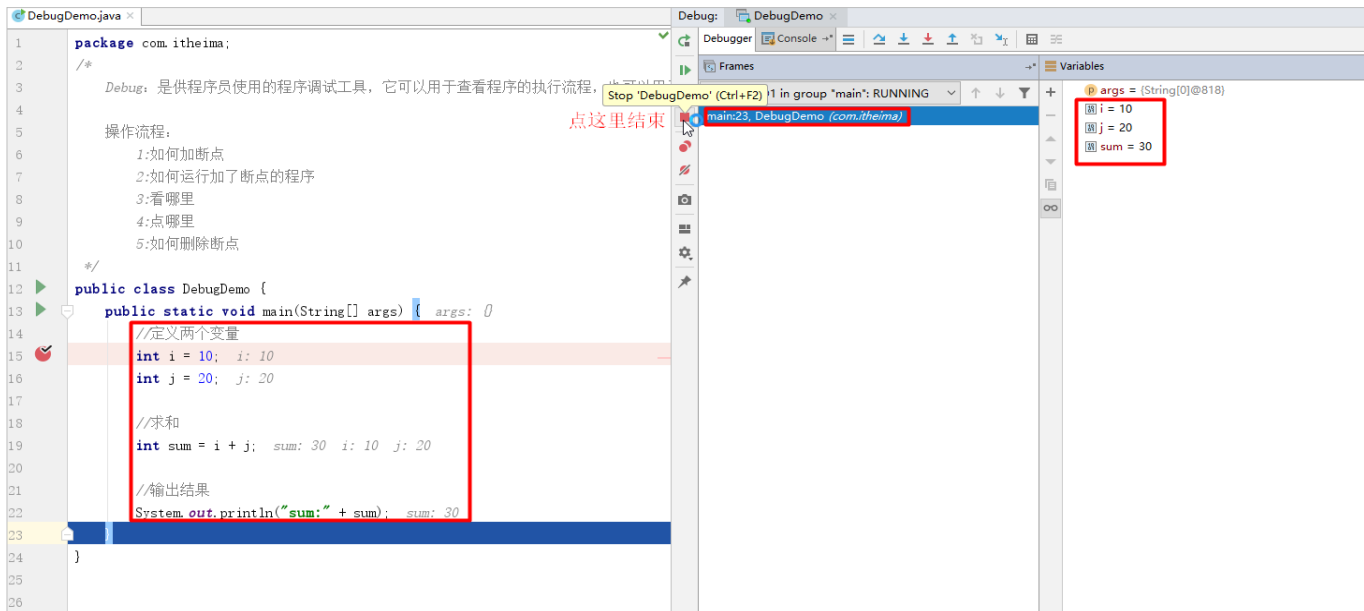 DebugDemo.java
1 package com.itheima;
2 /*
3 Debug：是供程序员使用的程序调试工具，它可以用于查看程序的执行流程，
4
5 操作流程：
6 1:如何加断点
7 2:如何运行加了断点的程序
8 3:看哪里
9 4:点哪里
10 5:如何删除断点
11 */
12 public class DebugDemo {
13 public static void main(String[] args) { args: {}
14 //定义两个变量
15 int i = 10; i: 10
16 int j = 20; j: 20
17
18 //求和
19 int sum = i + j; sum: 30 i: 10 j: 20
20
21 //输出结果
22 System.out.println("sum:" + sum); sum: 30
23 }
24 }
25
26
点这里结束
Debug: DebugDemo
Debugger Console
Frames
Stop 'DebugDemo' (Ctrl+F2)
1 in group "main": RUNNING
main:23, DebugDemo (com.itheima)
Variables
args = {String[0]@818}
i = 10
j = 20
sum = 30